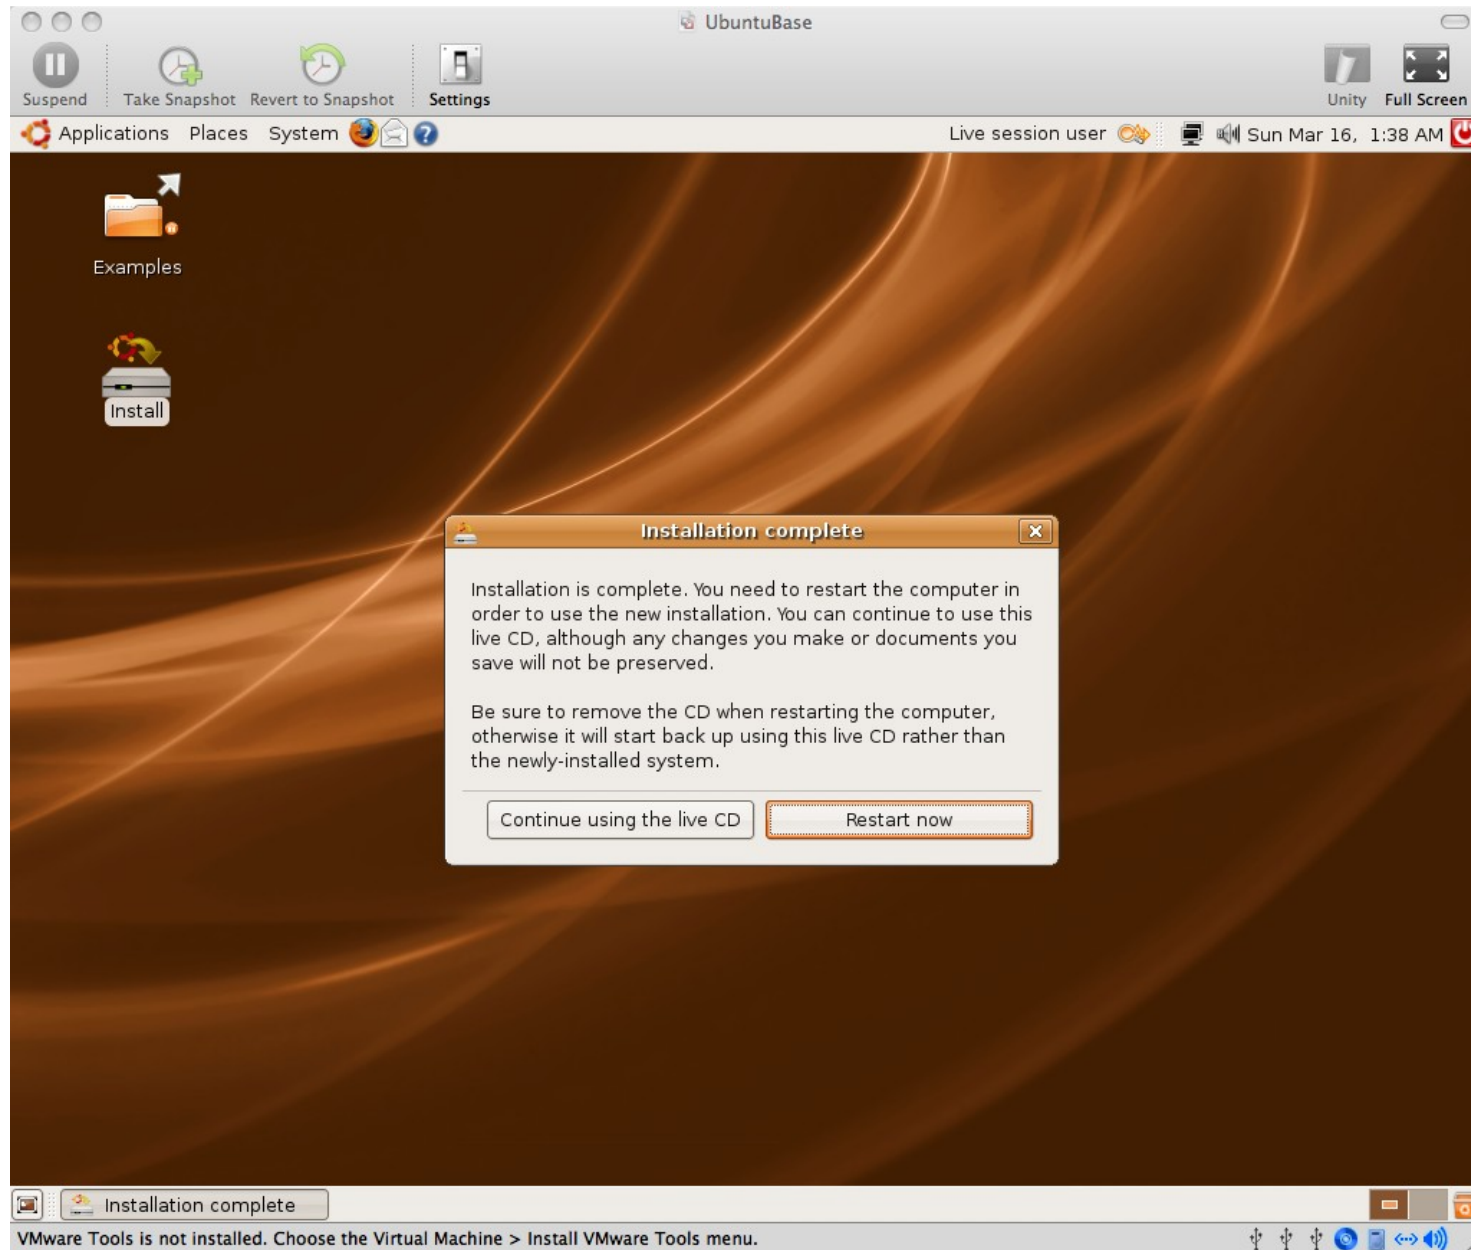 UbuntuBase
Suspend Take Snapshot Revert to Snapshot Settings Unity Full Screen
Applications Places System Live session user Sun Mar 16, 1:38 AM
Examples
Install
Installation complete
Installation is complete. You need to restart the computer in
order to use the new installation. You can continue to use this
live CD, although any changes you make or documents you
save will not be preserved.
Be sure to remove the CD when restarting the computer,
otherwise it will start back up using this live CD rather than
the newly-installed system.
Continue using the live CD Restart now
Installation complete
VMware Tools is not installed. Choose the Virtual Machine > Install VMware Tools menu.